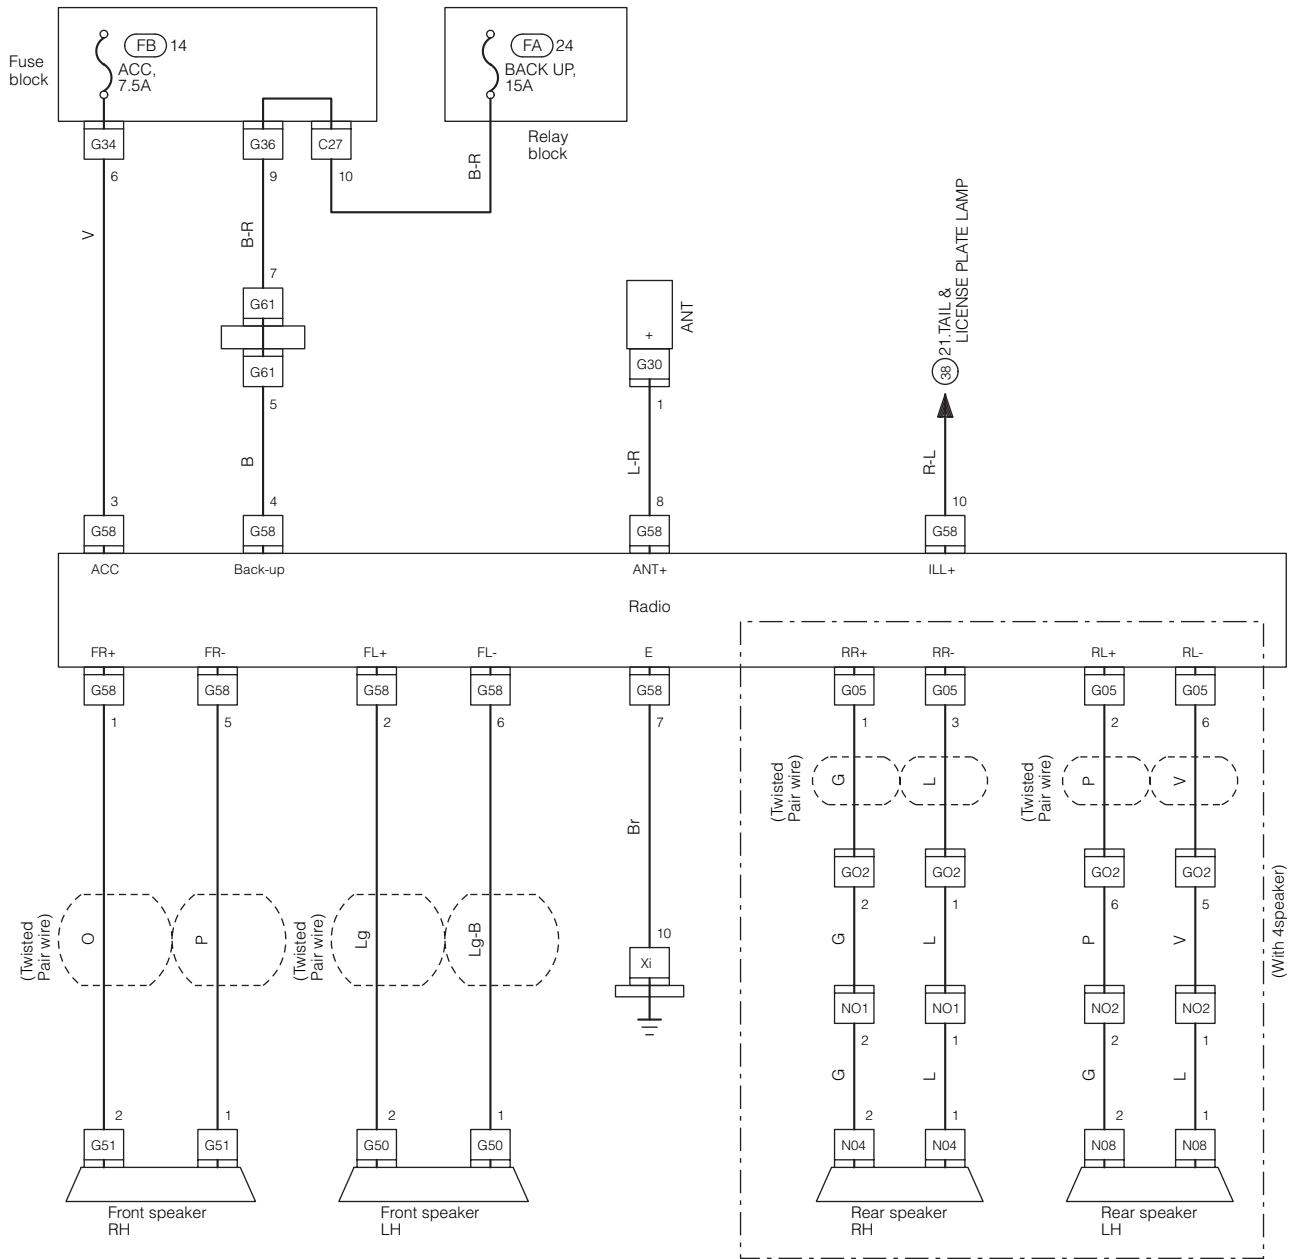 Fuse
block
FB 14
ACC,
7.5A
FA 24
BACK UP,
15A
Relay
block
G34
G36
C27
6
9
10
V
B-R
B-R
7
G61
G61
5
B
ANT
+
G30
1
L-R
38 21.TAIL &
LICENSE PLATE LAMP
R-L
3
4
8
10
G58
G58
G58
G58
ACC
Back-up
ANT+
ILL+
Radio
FR+
FR-
FL+
FL-
E
RR+
RR-
RL+
RL-
G58
G58
G58
G58
G58
G05
G05
G05
G05
1
5
2
6
7
1
3
2
6
(Twisted
Pair wire)
G
L
(Twisted
Pair wire)
P
V
Br
GO2
GO2
GO2
GO2
2
1
6
5
(Twisted
Pair wire)
O
P
(Twisted
Pair wire)
Lg
Lg-B
10
Xi
G
L
P
V
(With 4speaker)
NO1
NO1
NO2
NO2
2
1
2
1
G
L
G
L
2
1
2
1
2
1
2
1
G51
G51
G50
G50
N04
N04
N08
N08
Front speaker
RH
Front speaker
LH
Rear speaker
RH
Rear speaker
LH